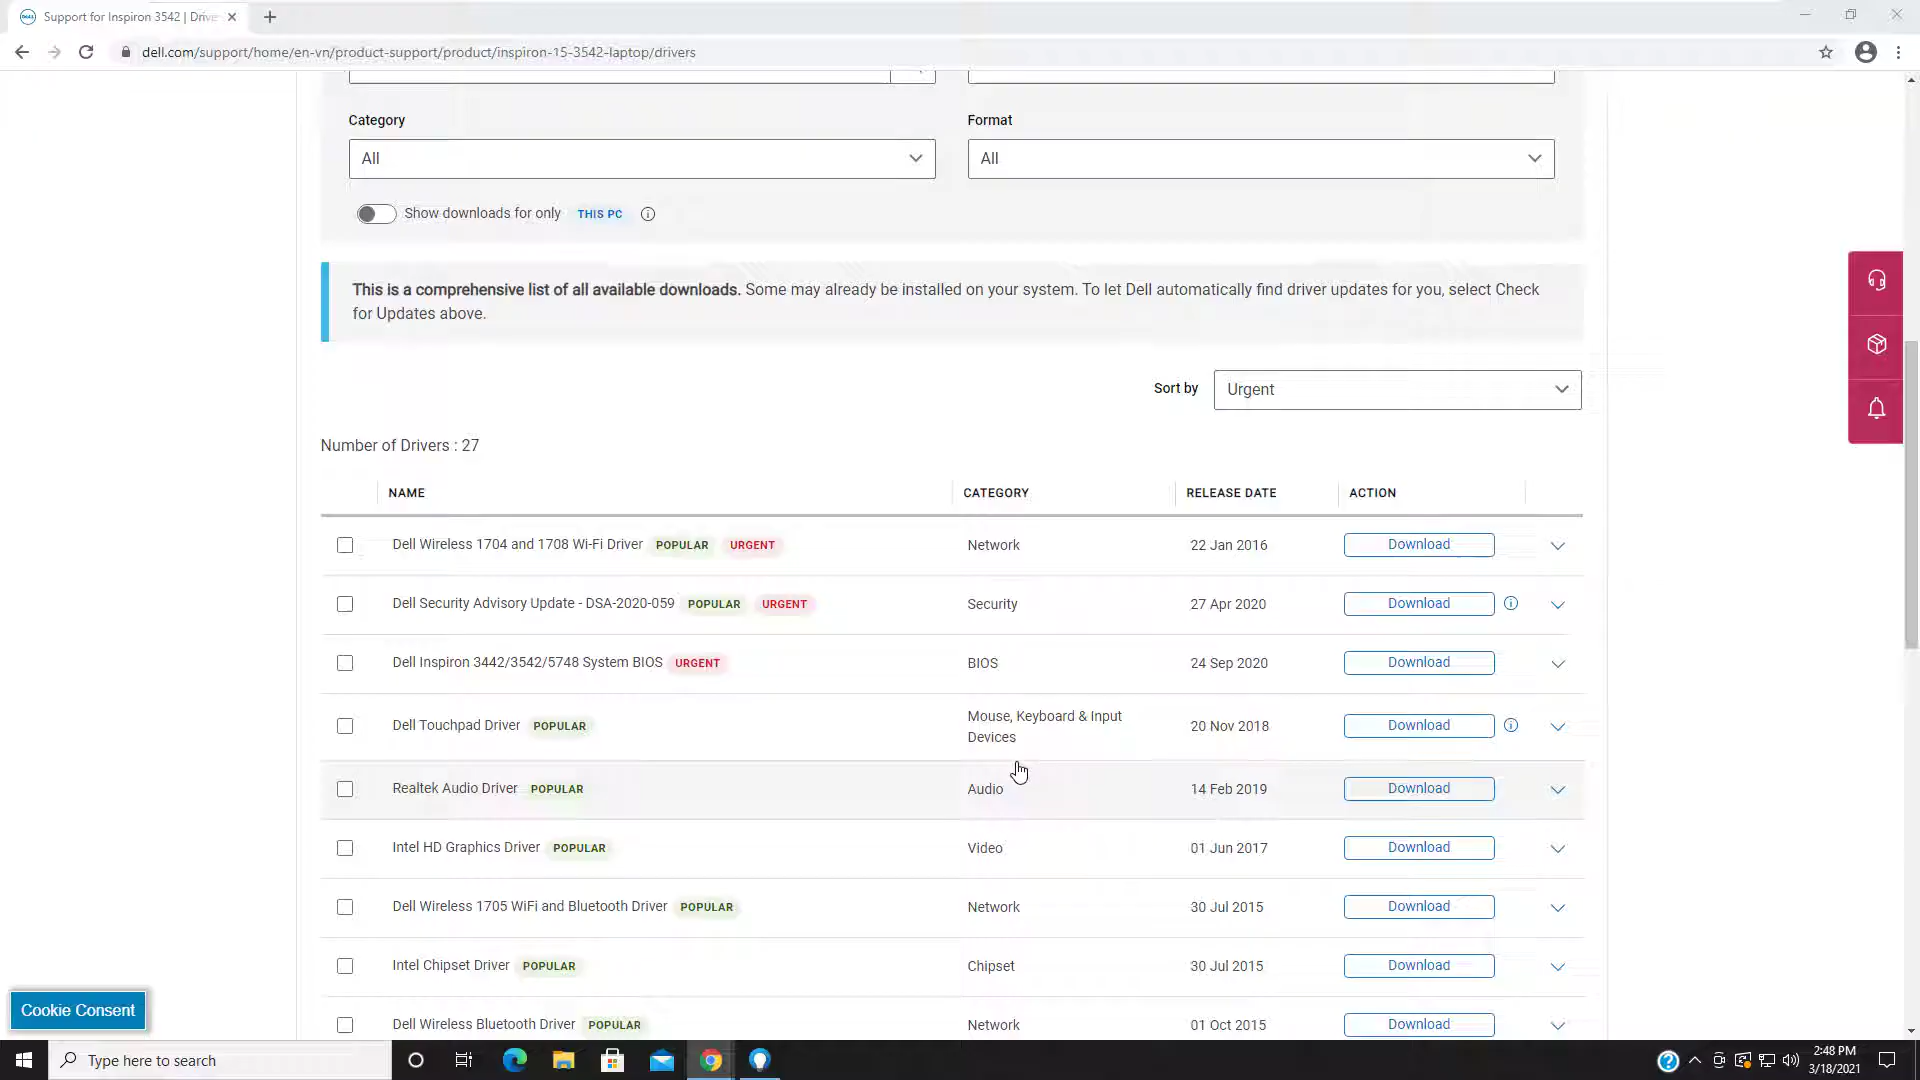 Support for Inspiron 3542 | Drive
dell.com/support/home/en-vn/product-support/product/inspiron-15-3542-laptop/drivers
Category
Format
All
All
Show downloads for only THIS PC
This is a comprehensive list of all available downloads. Some may already be installed on your system. To let Dell automatically find driver updates for you, select Check
for Updates above.
Sort by Urgent
Number of Drivers : 27
NAME CATEGORY RELEASE DATE ACTION
Dell Wireless 1704 and 1708 Wi-Fi Driver POPULAR URGENT Network 22 Jan 2016 Download
Dell Security Advisory Update - DSA-2020-059 POPULAR URGENT Security 27 Apr 2020 Download
Dell Inspiron 3442/3542/5748 System BIOS URGENT BIOS 24 Sep 2020 Download
Dell Touchpad Driver POPULAR Mouse, Keyboard & Input
Devices 20 Nov 2018 Download
Realtek Audio Driver POPULAR Audio 14 Feb 2019 Download
Intel HD Graphics Driver POPULAR Video 01 Jun 2017 Download
Dell Wireless 1705 WiFi and Bluetooth Driver POPULAR Network 30 Jul 2015 Download
Intel Chipset Driver POPULAR Chipset 30 Jul 2015 Download
Dell Wireless Bluetooth Driver POPULAR Network 01 Oct 2015 Download
Cookie Consent
Type here to search
2:48 PM
3/18/2021